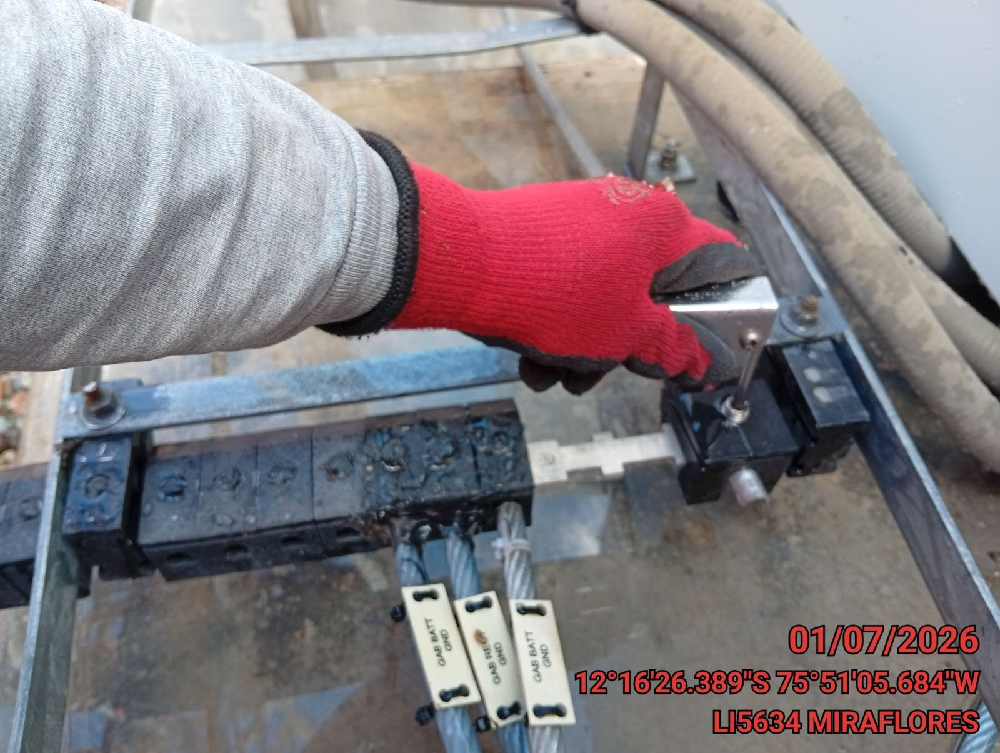 GAB BATT
GND
GAB RECT
GND
GAB BATT
GND
01/07/2026
12°16'26.389"S 75°51'05.684"W
LI5634 MIRAFLORES